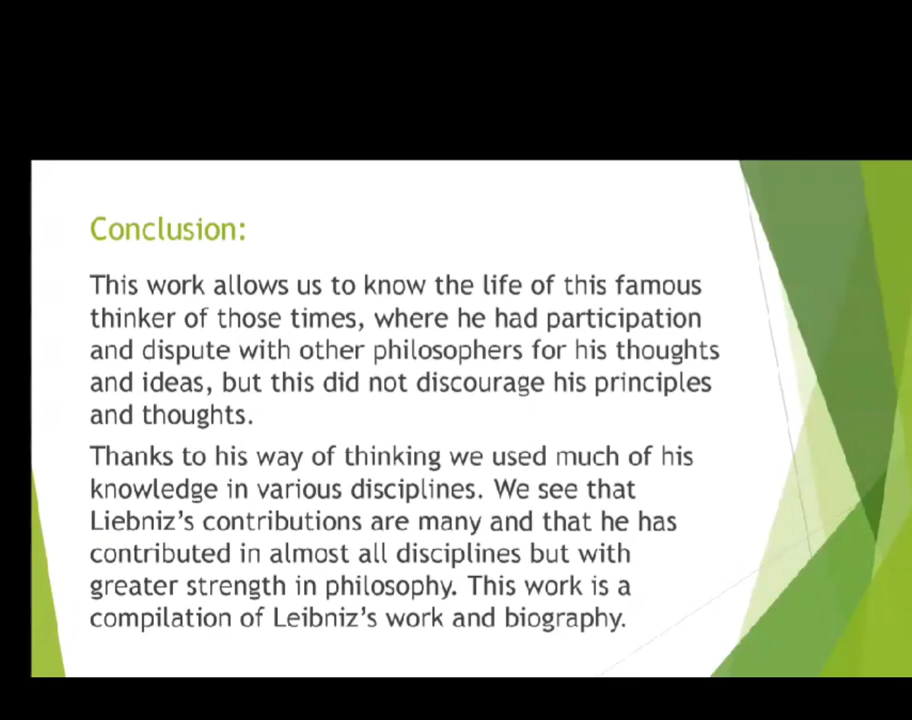 Conclusion:
This work allows us to know the life of this famous
thinker of those times, where he had participation
and dispute with other philosophers for his thoughts
and ideas, but this did not discourage his principles
and thoughts.
Thanks to his way of thinking we used much of his
knowledge in various disciplines. We see that
Liebniz’s contributions are many and that he has
contributed in almost all disciplines but with
greater strength in philosophy. This work is a
compilation of Leibniz’s work and biography.